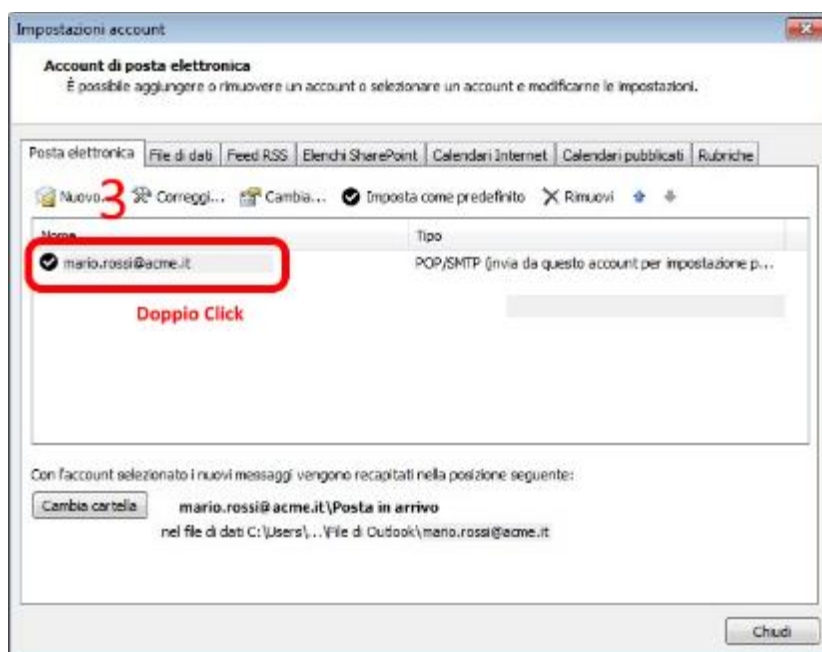 Impostazioni account
Account di posta elettronica
È possibile aggiungere o rimuovere un account o selezionare un account e modificarne le impostazioni.
Posta elettronica File di dati Feed RSS Elenchi SharePoint Calendari Internet Calendari pubblicati Rubriche
Nuovo... 3 Correggi... Cambia... Imposta come predefinito Rimuovi
Nome Tipo
mario.rossi@acme.it POP/SMTP (invia da questo account per impostazione p...
Doppio Click
Con l'account selezionato i nuovi messaggi vengono recapitati nella posizione seguente:
Cambia cartella mario.rossi@acme.it\Posta in arrivo
nel file di dati C:\Users\...\File di Outlook\mario.rossi@acme.it
Chiudi